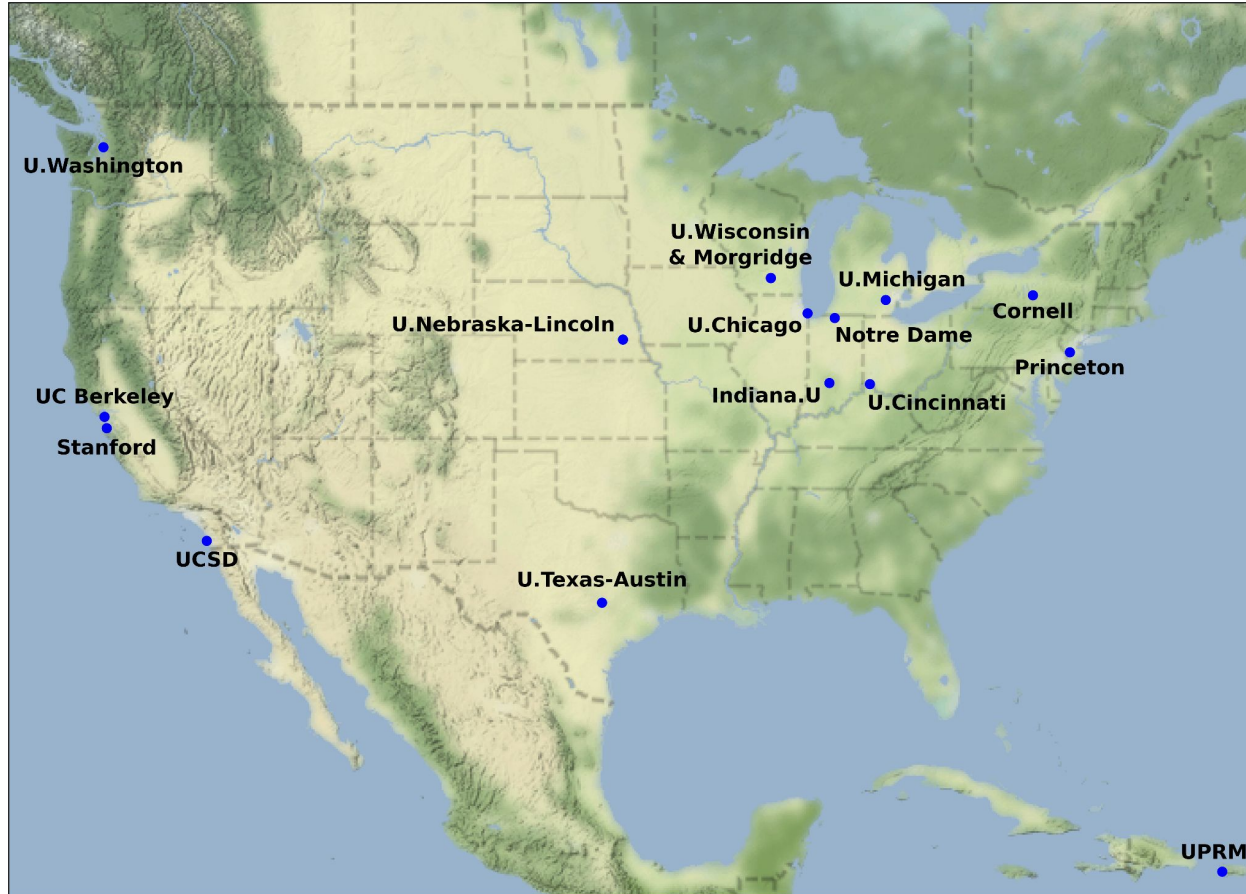 U.Washington
U.Wisconsin
& Morgridge
U.Michigan
Cornell
U.Nebraska-Lincoln
U.Chicago
Notre Dame
Princeton
UC Berkeley
Indiana.U
U.Cincinnati
Stanford
UCSD
U.Texas-Austin
UPRM